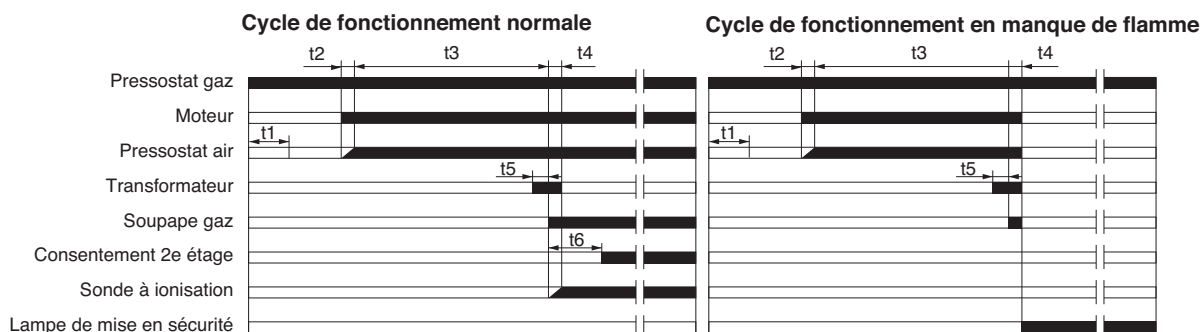 Cycle de fonctionnement normale
Cycle de fonctionnement en manque de flamme
t2 t3 t4 t2 t3 t4
Pressostat gaz
Moteur
t1 t1
Pressostat air
Transformateur
t5 t5
Soupape gaz
t6
Consentement 2e étage
Sonde à ionisation
Lampe de mise en sécurité